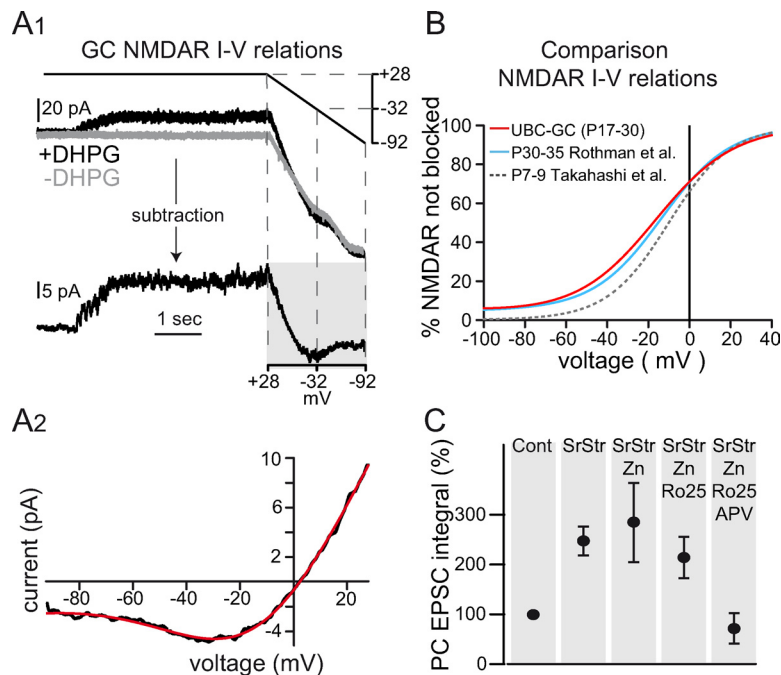 A1
GC NMDAR I-V relations
+28
-32
-92
20 pA
+DHPG
-DHPG
subtraction
5 pA
1 sec
+28 -32 -92
mV
A2
current (pA)
10
6
2
-4
-80 -60 -40 -20 20
voltage (mV)
B
Comparison
NMDAR I-V relations
% NMDAR not blocked
100
80
60
40
20
0
UBC-GC (P17-30)
P30-35 Rothman et al.
P7-9 Takahashi et al.
-100 -80 -60 -40 -20 0 20 40
voltage ( mV )
C
PC EPSC integral (%)
Cont SrStr SrStr SrStr SrStr
Zn Zn Zn
Ro25 Ro25
APV
300
200
100
0